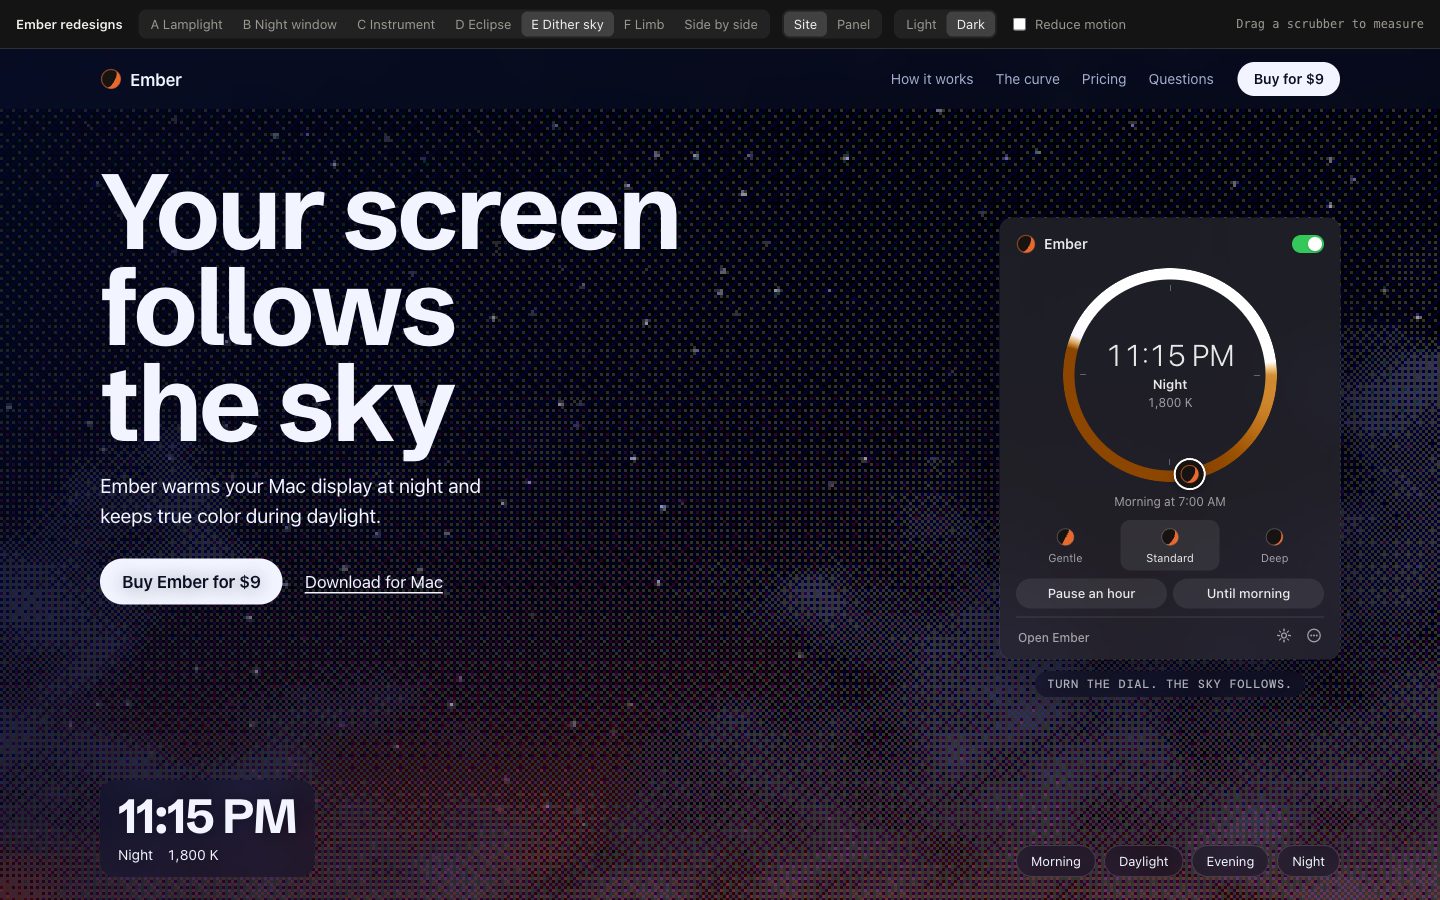 Ember redesigns
A Lamplight
B Night window
C Instrument
D Eclipse
E Dither sky
F Limb
Side by side
Site
Panel
Light
Dark
Reduce motion
Drag a scrubber to measure
Ember
How it works
The curve
Pricing
Questions
Buy for $9
Your screen
follows
the sky
Ember warms your Mac display at night and
keeps true color during daylight.
Buy Ember for $9
Download for Mac
Ember
11:15 PM
Night
1,800 K
Morning at 7:00 AM
Gentle
Standard
Deep
Pause an hour
Until morning
Open Ember
TURN THE DIAL. THE SKY FOLLOWS.
11:15 PM
Night 1,800 K
Morning
Daylight
Evening
Night